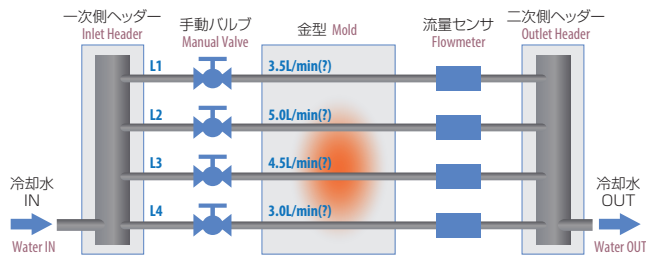 一次側ヘッダー
Inlet Header
手動バルブ
Manual Valve
金型 Mold
流量センサ
Flowmeter
二次側ヘッダー
Outlet Header
L1
3.5L/min(?)
L2
5.0L/min(?)
L3
4.5L/min(?)
L4
3.0L/min(?)
冷却水
IN
Water IN
冷却水
OUT
Water OUT